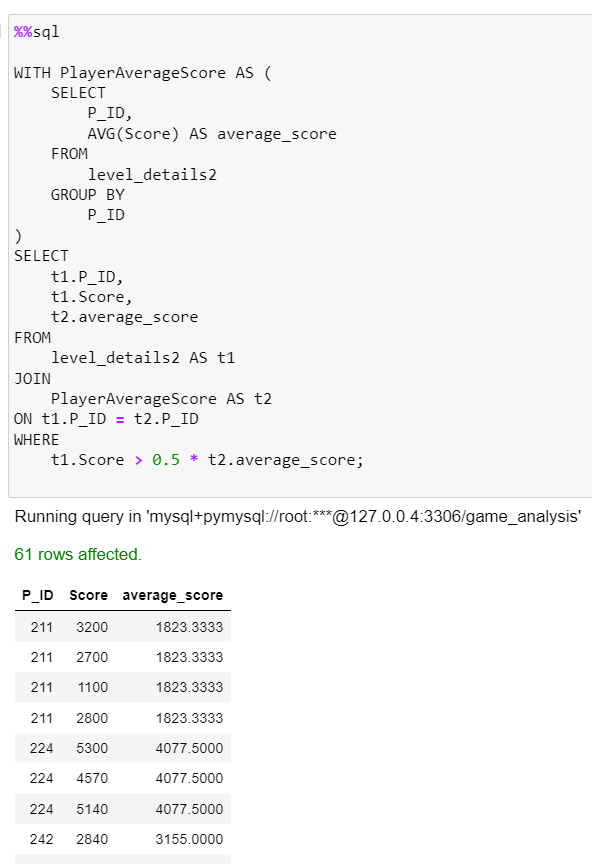 %%sql
WITH PlayerAverageScore AS (
    SELECT
        P_ID,
        AVG(Score) AS average_score
    FROM
        level_details2
    GROUP BY
        P_ID
)
SELECT
    t1.P_ID,
    t1.Score,
    t2.average_score
FROM
    level_details2 AS t1
JOIN
    PlayerAverageScore AS t2
ON t1.P_ID = t2.P_ID
WHERE
    t1.Score > 0.5 * t2.average_score;
Running query in 'mysql+pymysql://root:***@127.0.0.4:3306/game_analysis'
61 rows affected.
P_ID Score average_score
211 3200 1823.3333
211 2700 1823.3333
211 1100 1823.3333
211 2800 1823.3333
224 5300 4077.5000
224 4570 4077.5000
224 5140 4077.5000
242 2840 3155.0000